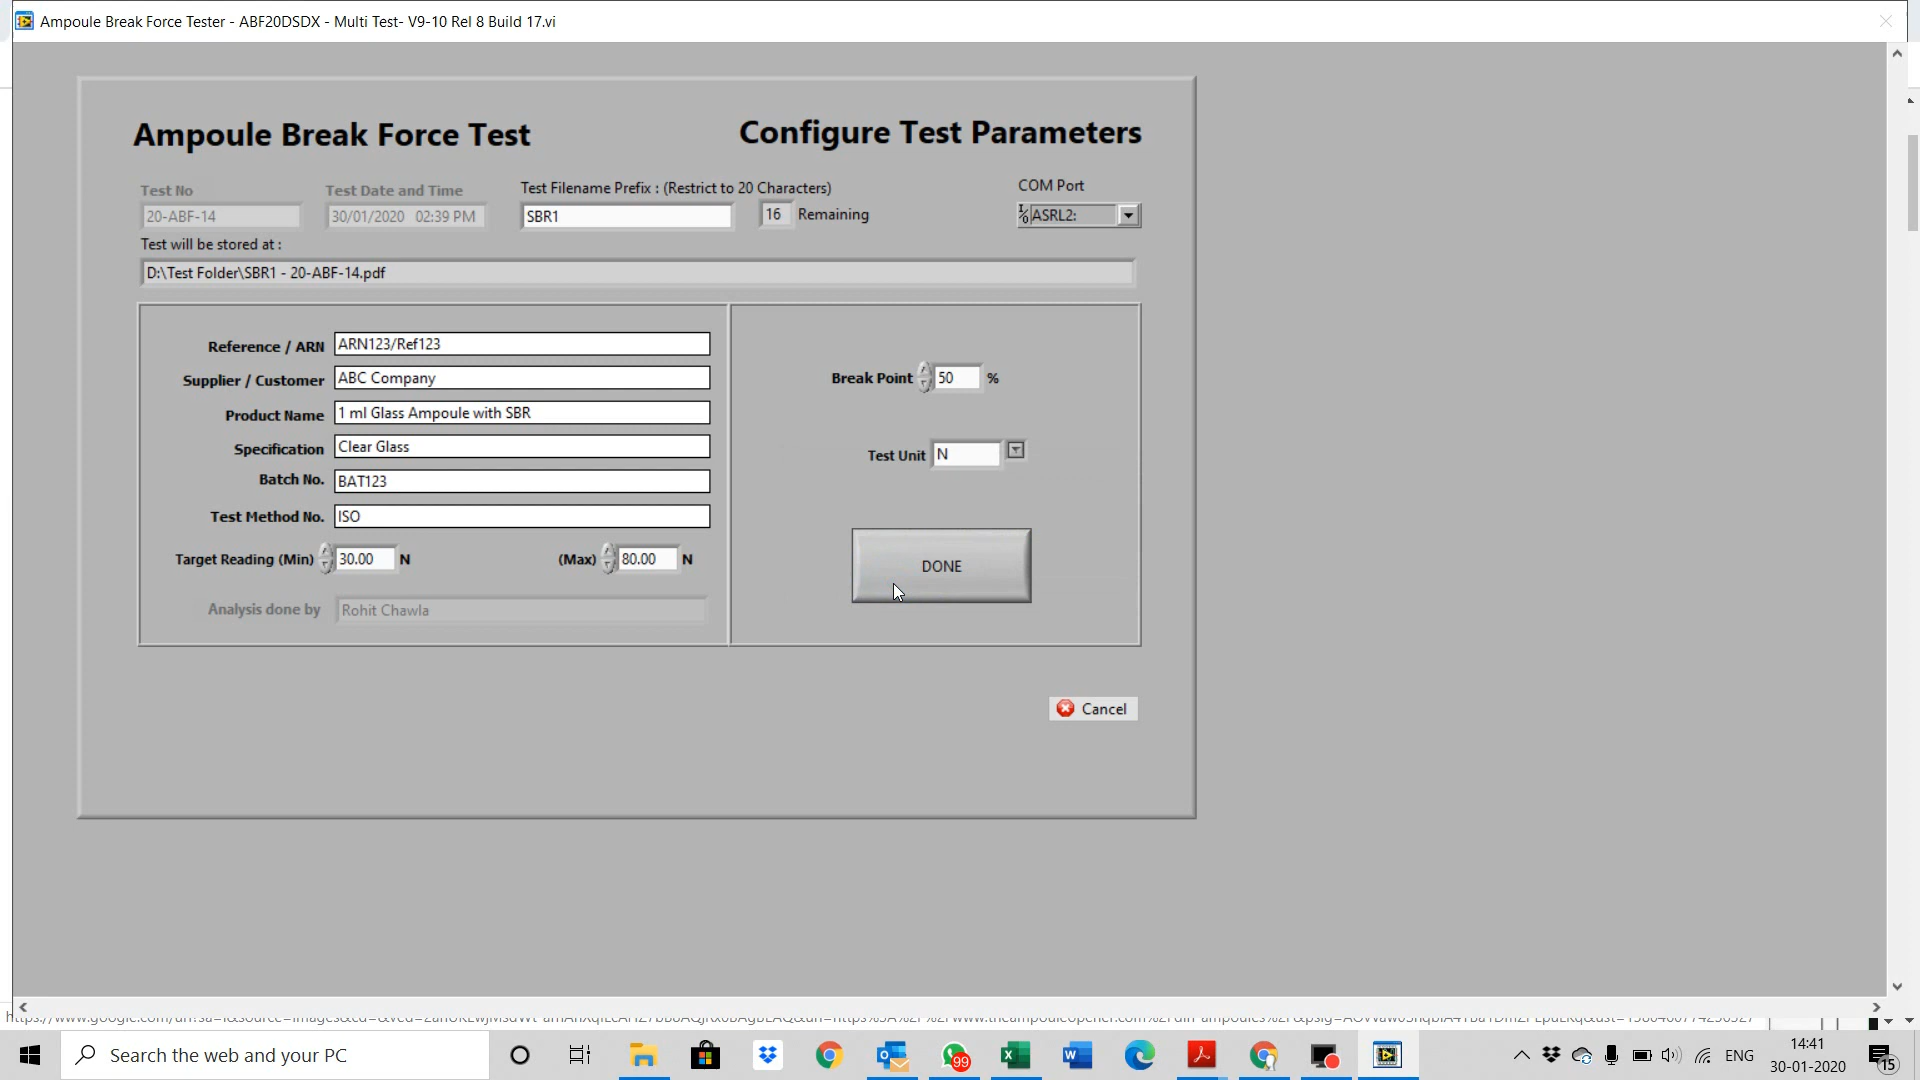 Ampoule Break Force Tester - ABF20DSDX - Multi Test- V9-10 Rel 8 Build 17.vi
Ampoule Break Force Test
Configure Test Parameters
Test No
Test Date and Time
Test Filename Prefix : (Restrict to 20 Characters)
COM Port
20-ABF-14
30/01/2020 02:39 PM
SBR1
16 Remaining
ASRL2:
Test will be stored at :
D:\Test Folder\SBR1 - 20-ABF-14.pdf
Reference / ARN ARN123/Ref123
Supplier / Customer ABC Company
Product Name 1 ml Glass Ampoule with SBR
Specification Clear Glass
Batch No. BAT123
Test Method No. ISO
Target Reading (Min) 30.00 N (Max) 80.00 N
Analysis done by Rohit Chawla
Break Point 50 %
Test Unit N
DONE
Cancel
Search the web and your PC
99
ENG
14:41
30-01-2020
15